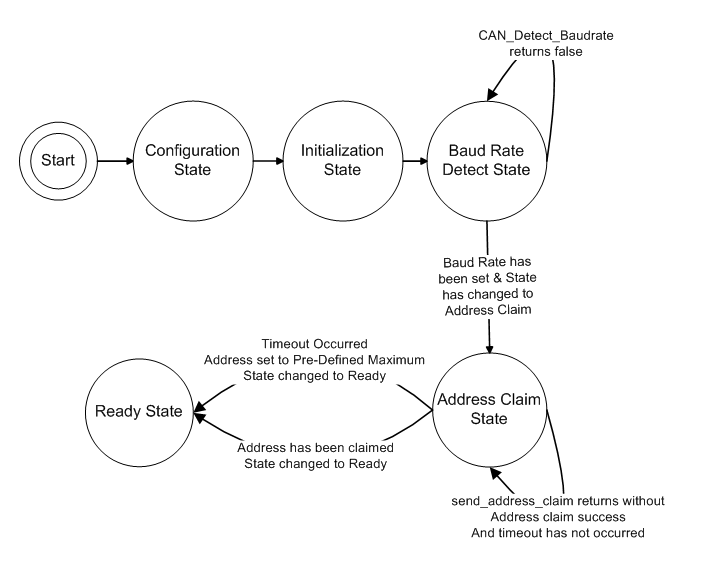 CAN_Detect_Baudrate
returns false
Start
Configuration
State
Initialization
State
Baud Rate
Detect State
Baud Rate has
been set & State
has changed to
Address Claim
Timeout Occurred
Address set to Pre-Defined Maximum
State changed to Ready
Ready State
Address Claim
State
Address has been claimed
State changed to Ready
send_address_claim returns without
Address claim success
And timeout has not occurred